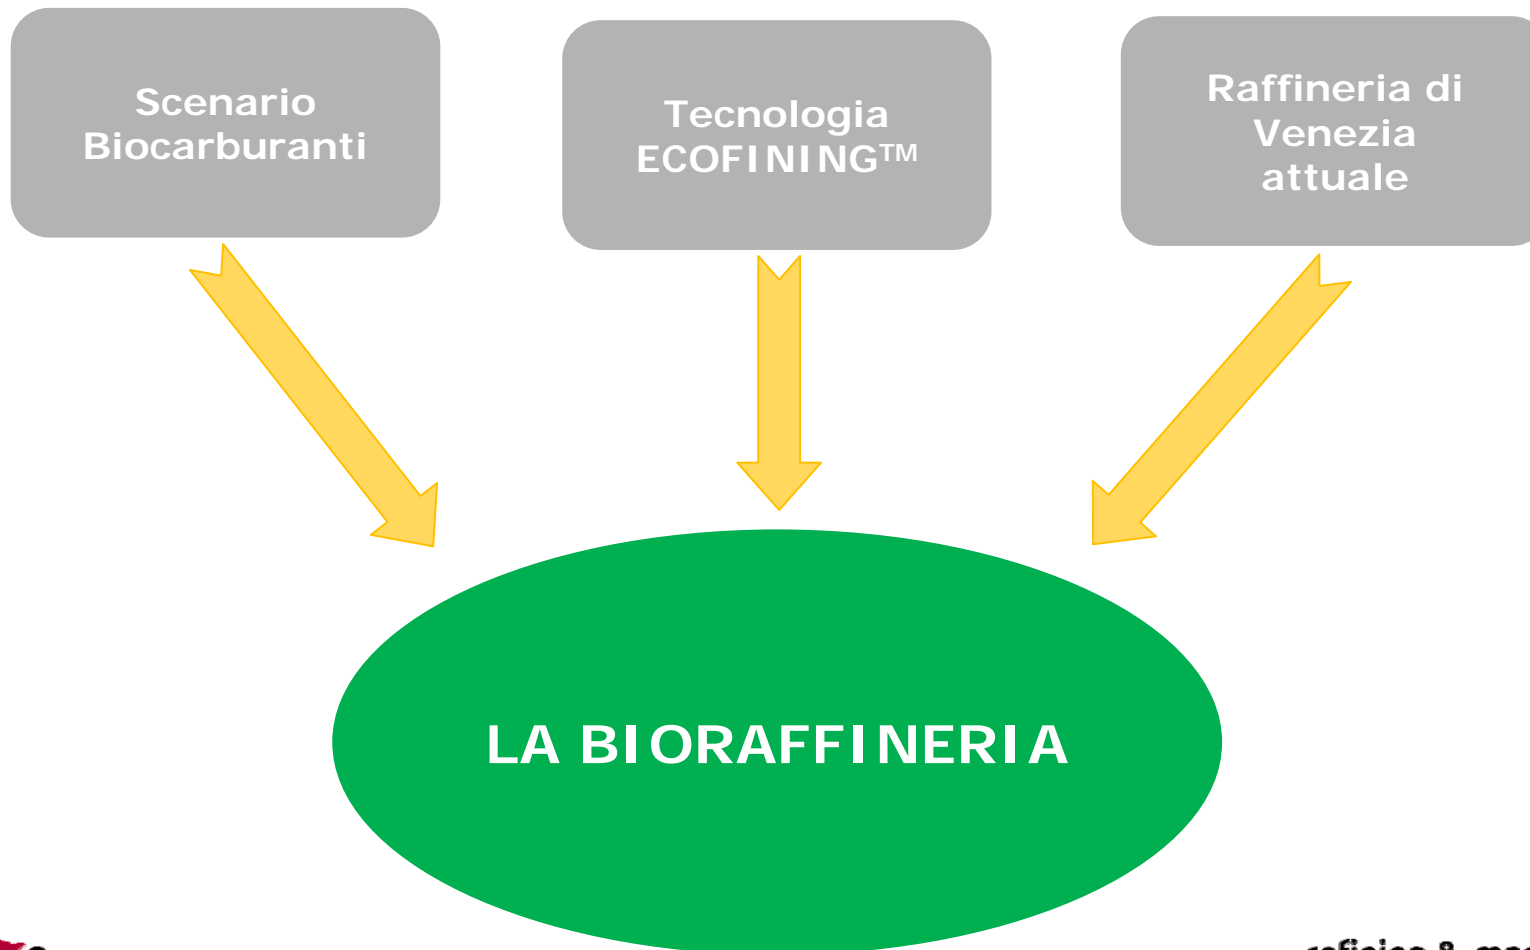 Scenario
Biocarburanti
Tecnologia
ECOFINING™
Raffineria di
Venezia
attuale
LA BIORAFFINERIA